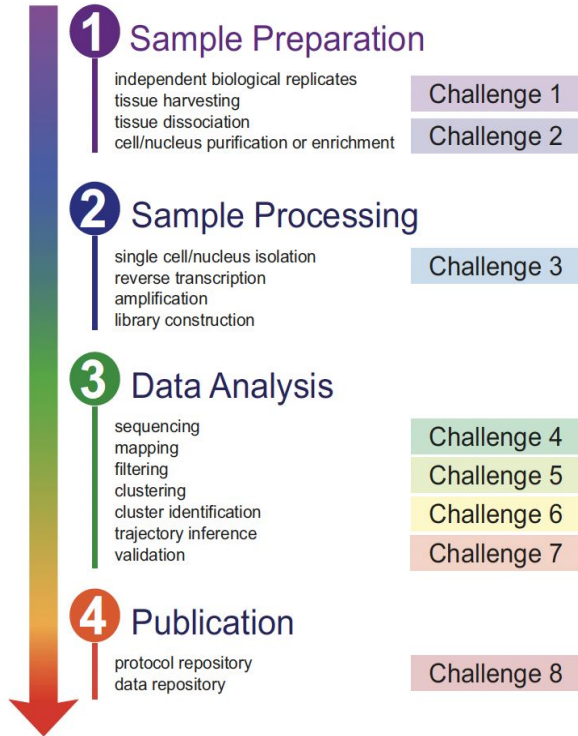 1 Sample Preparation
independent biological replicates
tissue harvesting
tissue dissociation
cell/nucleus purification or enrichment
Challenge 1
Challenge 2
2 Sample Processing
single cell/nucleus isolation
reverse transcription
amplification
library construction
Challenge 3
3 Data Analysis
sequencing
mapping
filtering
clustering
cluster identification
trajectory inference
validation
Challenge 4
Challenge 5
Challenge 6
Challenge 7
4 Publication
protocol repository
data repository
Challenge 8